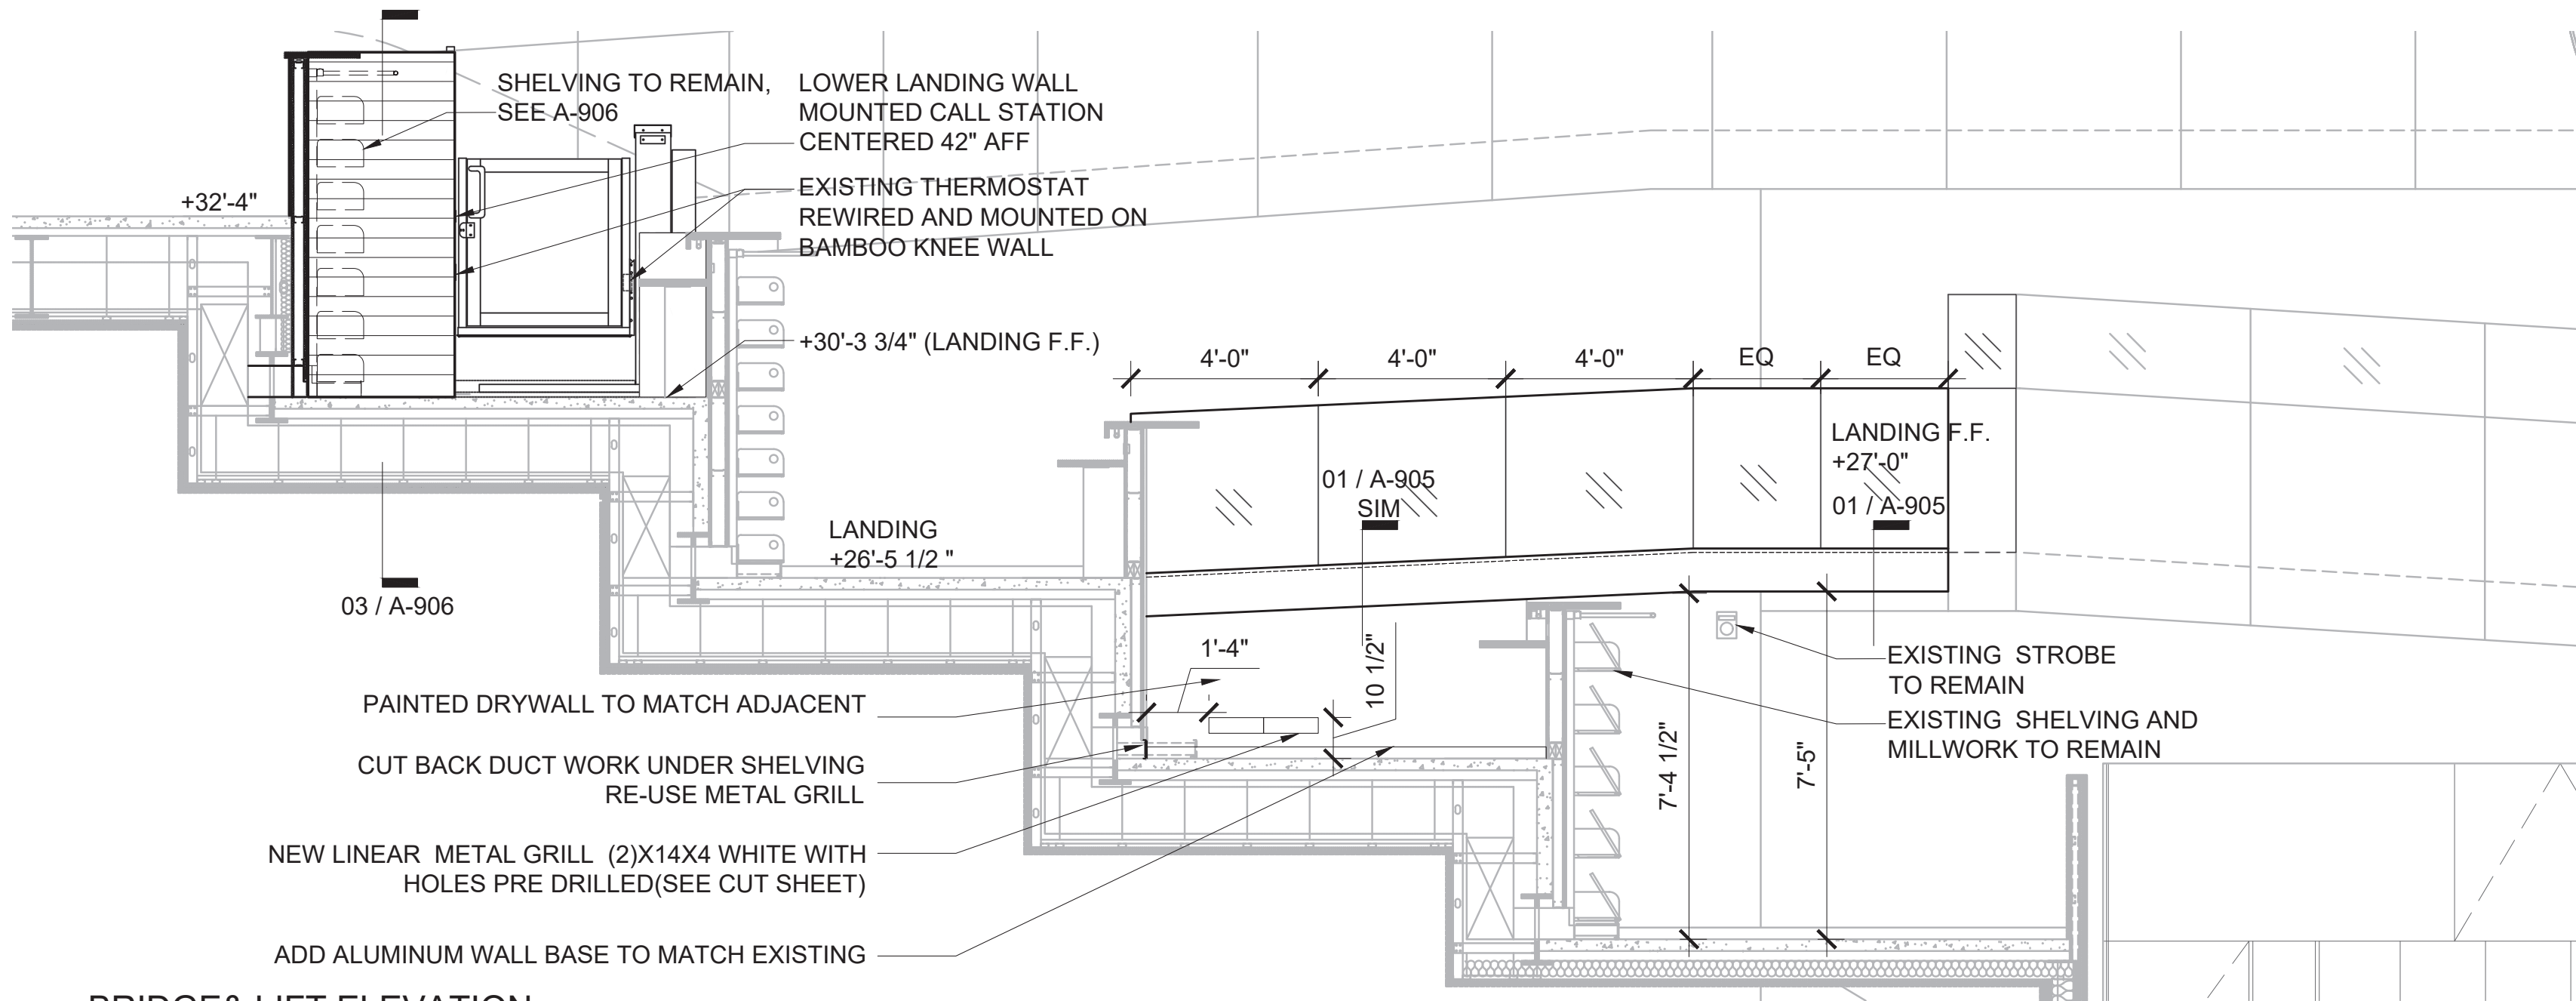 SHELVING TO REMAIN,
SEE A-906
LOWER LANDING WALL
MOUNTED CALL STATION
CENTERED 42" AFF
EXISTING THERMOSTAT
REWIRED AND MOUNTED ON
BAMBOO KNEE WALL
+32'-4"
+30'-3 3/4" (LANDING F.F.)
4'-0"
4'-0"
4'-0"
EQ
EQ
LANDING F.F.
+27'-0"
01 / A-905
01 / A-905
SIM
LANDING
+26'-5 1/2 "
03 / A-906
1'-4"
10 1/2"
7'-4 1/2"
7'-5"
EXISTING  STROBE
TO REMAIN
EXISTING  SHELVING AND
MILLWORK TO REMAIN
PAINTED DRYWALL TO MATCH ADJACENT
CUT BACK DUCT WORK UNDER SHELVING
RE-USE METAL GRILL
NEW LINEAR  METAL GRILL  (2)X14X4 WHITE WITH
HOLES PRE DRILLED(SEE CUT SHEET)
ADD ALUMINUM WALL BASE TO MATCH EXISTING
BRIDGE& LIFT ELEVATION